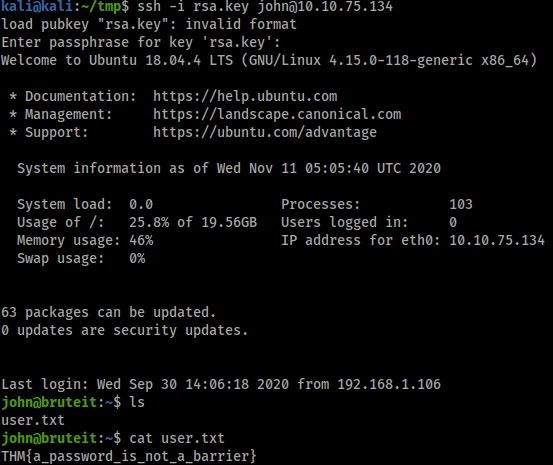 kali@kali:~/tmp$ ssh -i rsa.key john@10.10.75.134
load pubkey "rsa.key": invalid format
Enter passphrase for key 'rsa.key':
Welcome to Ubuntu 18.04.4 LTS (GNU/Linux 4.15.0-118-generic x86_64)

 * Documentation:  https://help.ubuntu.com
 * Management:     https://landscape.canonical.com
 * Support:        https://ubuntu.com/advantage

  System information as of Wed Nov 11 05:05:40 UTC 2020

  System load:  0.0                Processes:           103
  Usage of /:   25.8% of 19.56GB   Users logged in:     0
  Memory usage: 46%                IP address for eth0: 10.10.75.134
  Swap usage:   0%

63 packages can be updated.
0 updates are security updates.

Last login: Wed Sep 30 14:06:18 2020 from 192.168.1.106
john@bruteit:~$ ls
user.txt
john@bruteit:~$ cat user.txt
THM{a_password_is_not_a_barrier}